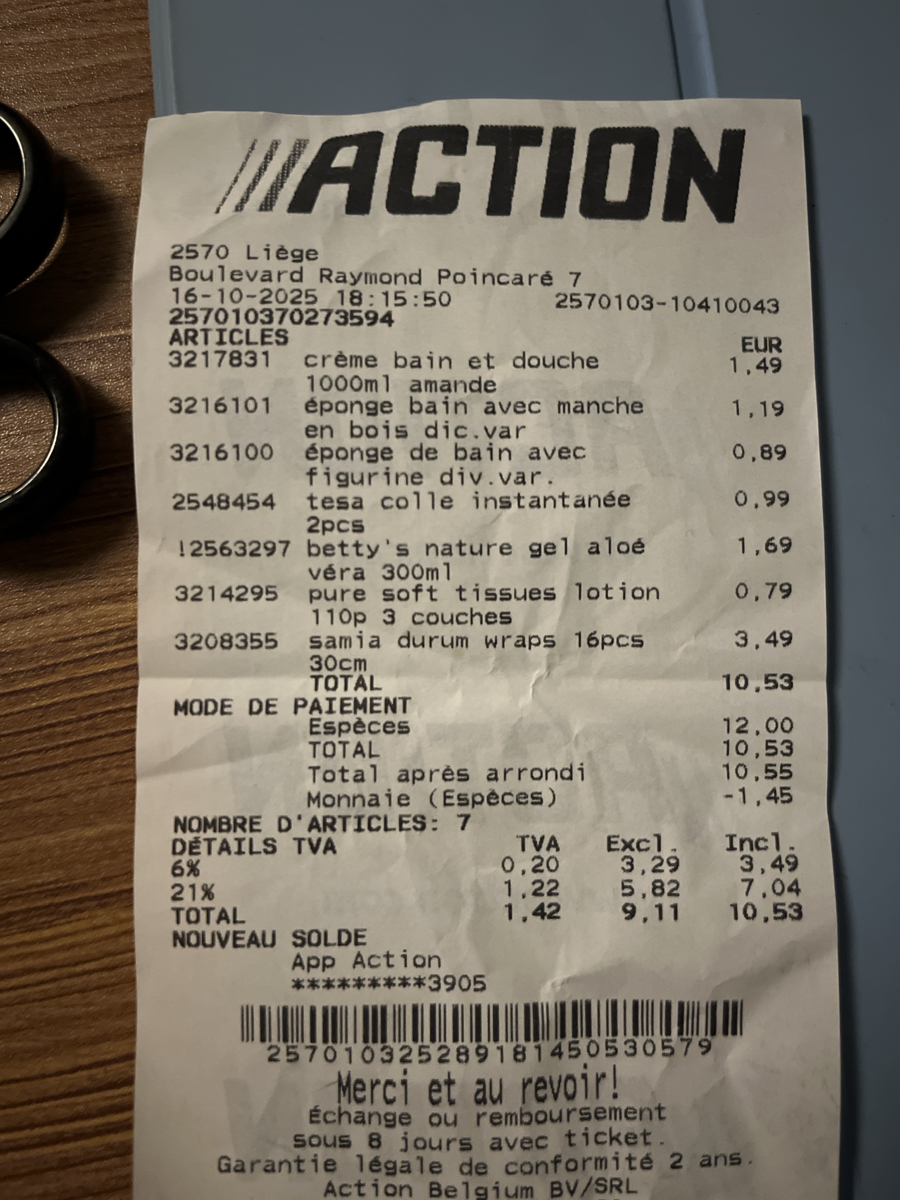 ACTION
2570 Liège
Boulevard Raymond Poincaré 7
16-10-2025 18:15:50 2570103-10410043
257010370273594
ARTICLES EUR
3217831 crème bain et douche 1,49
1000ml amande
3216101 éponge bain avec manche 1,19
en bois dic.var
3216100 éponge de bain avec 0,89
figurine div.var.
2548454 tesa colle instantanée 0,99
2pcs
!2563297 betty's nature gel aloé 1,69
véra 300ml
3214295 pure soft tissues lotion 0,79
110p 3 couches
3208355 samia durum wraps 16pcs 3,49
30cm
TOTAL 10,53
MODE DE PAIEMENT
Espèces 12,00
TOTAL 10,53
Total après arrondi 10,55
Monnaie (Espèces) -1,45
NOMBRE D'ARTICLES: 7
DÉTAILS TVA TVA Excl. Incl.
6% 0,20 3,29 3,49
21% 1,22 5,82 7,04
TOTAL 1,42 9,11 10,53
NOUVEAU SOLDE
App Action
*********3905
257010325289181450530579
Merci et au revoir!
Échange ou remboursement
sous 8 jours avec ticket.
Garantie légale de conformité 2 ans.
Action Belgium BV/SRL